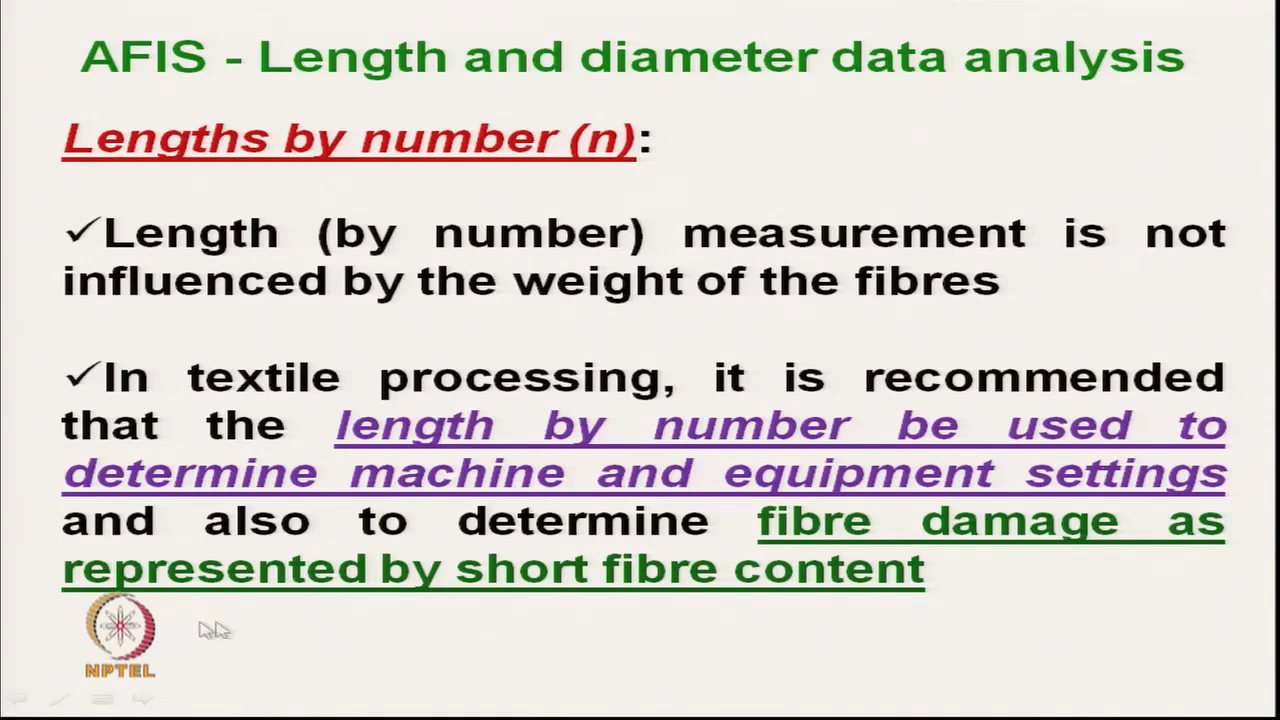 AFIS - Length and diameter data analysis
Lengths by number (n):
✓Length (by number) measurement is not
influenced by the weight of the fibres
✓In textile processing, it is recommended
that the length by number be used to
determine machine and equipment settings
and also to determine fibre damage as
represented by short fibre content
NPTEL